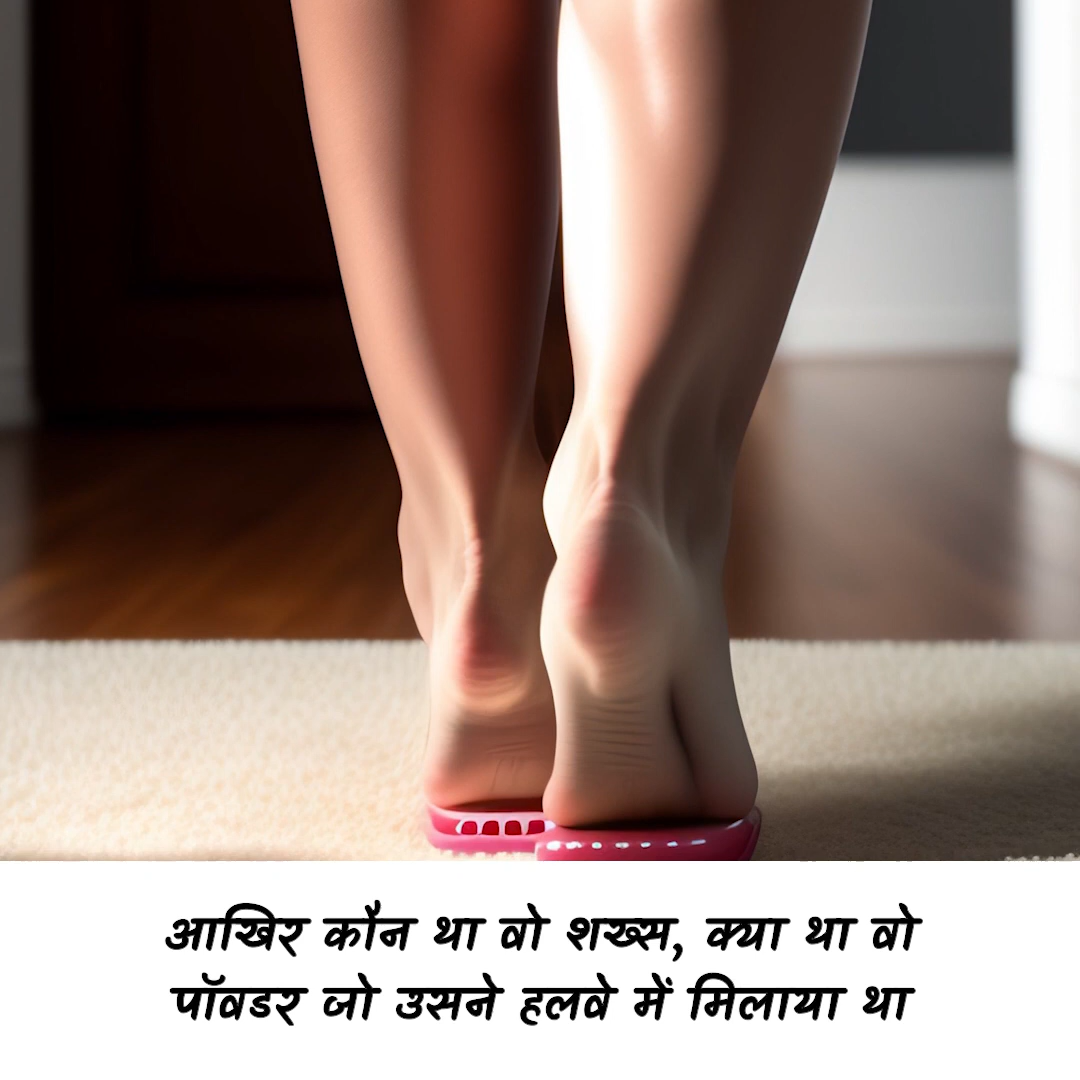 आखिर कौन था वो शख्स, क्या था वो
पॉवडर जो उसने हलवे में मिलाया था